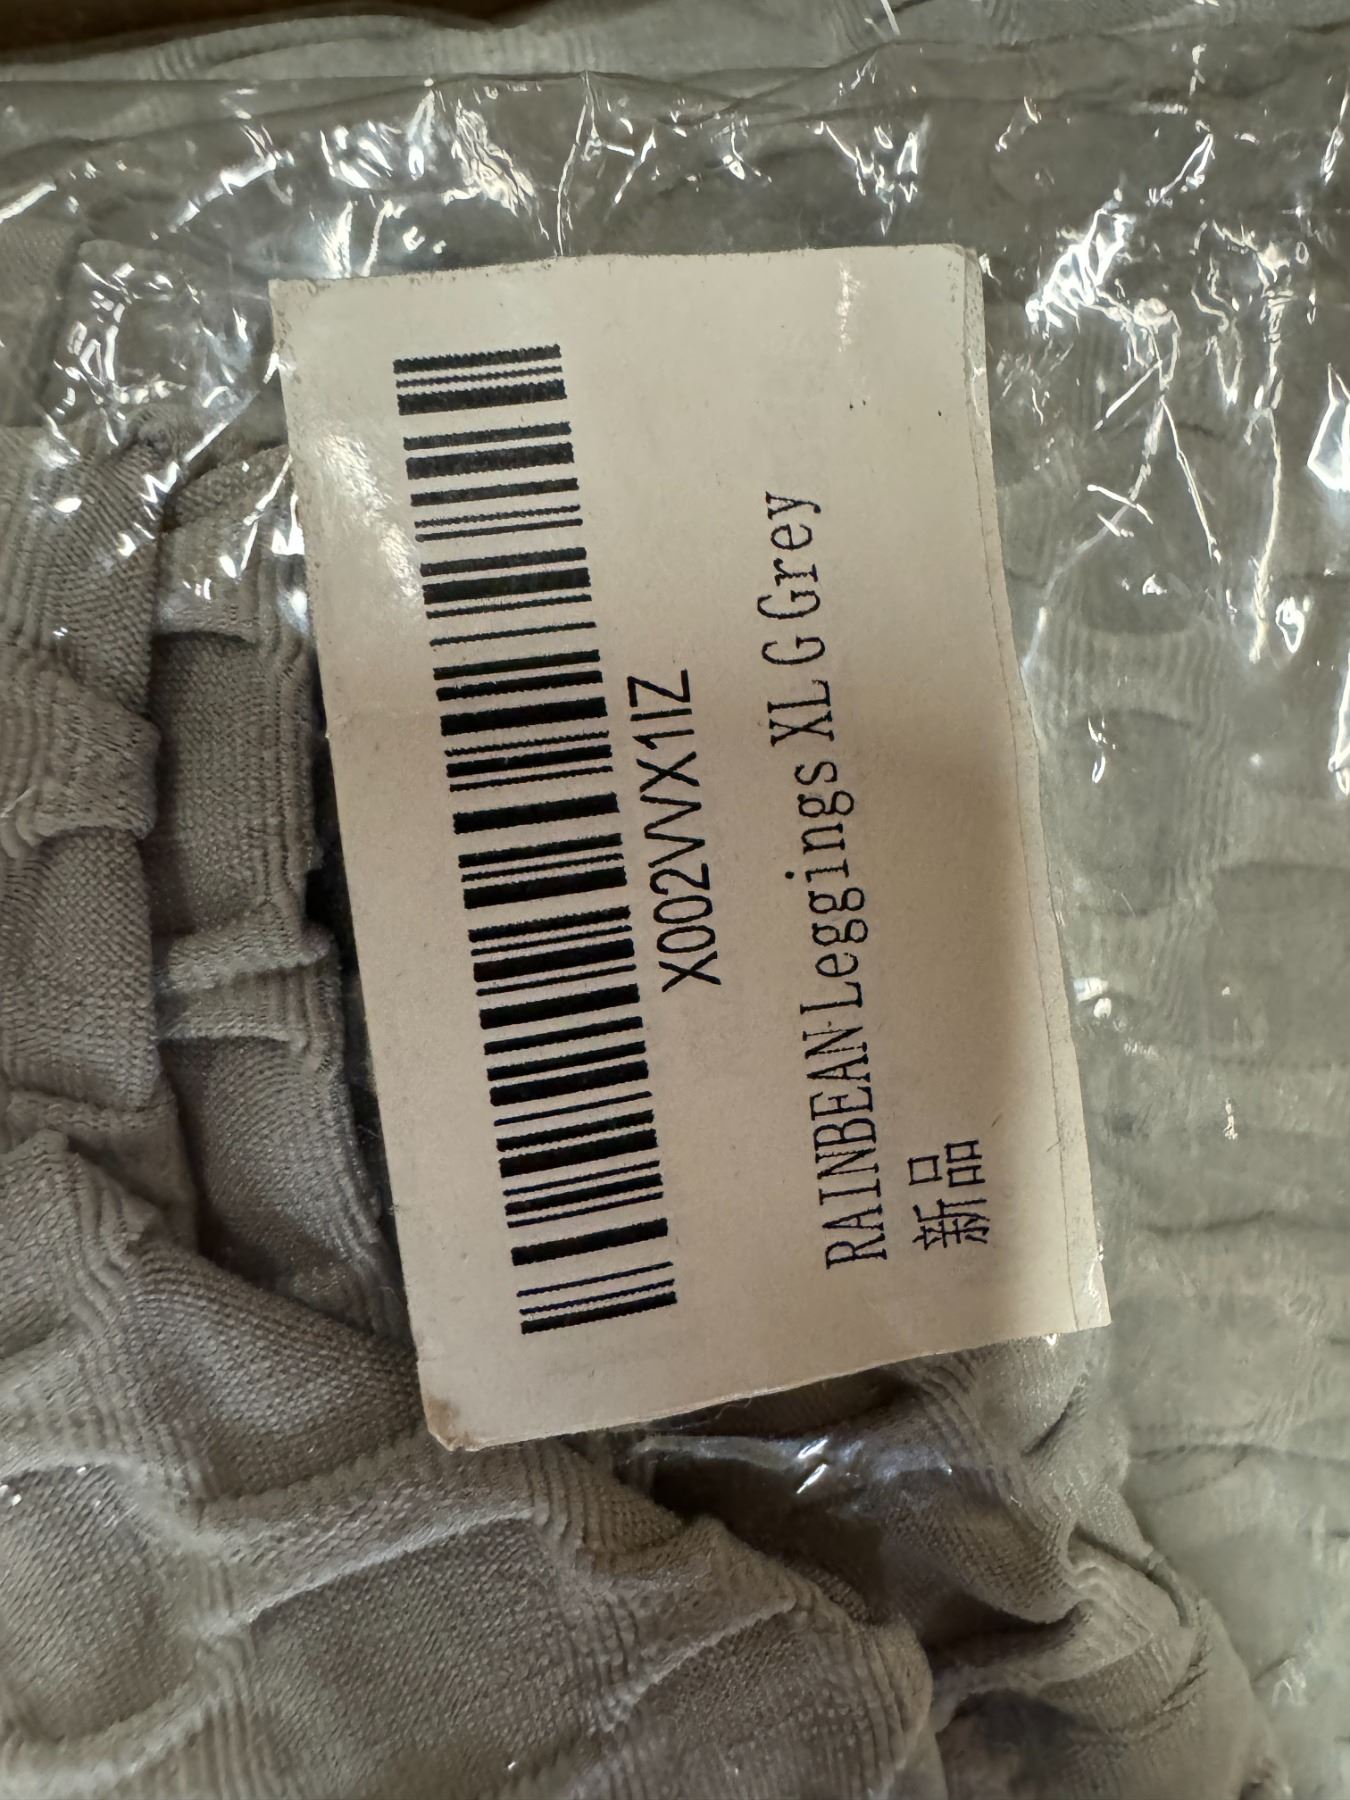 X002VVX1IZ
RAINBEAN-Leggings XL G Grey
新品